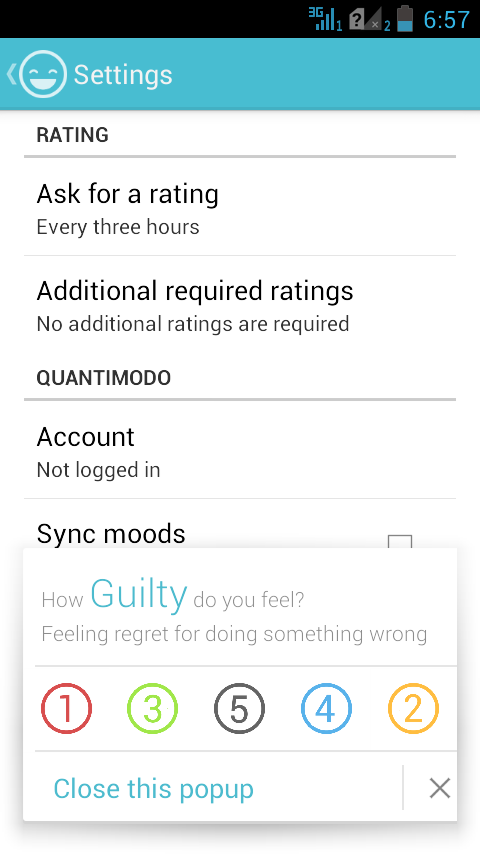 3G 1 ? 2 6:57
Settings
RATING
Ask for a rating
Every three hours
Additional required ratings
No additional ratings are required
QUANTIMODO
Account
Not logged in
Sync moods
How Guilty do you feel?
Feeling regret for doing something wrong
1 3 5 4 2
Close this popup